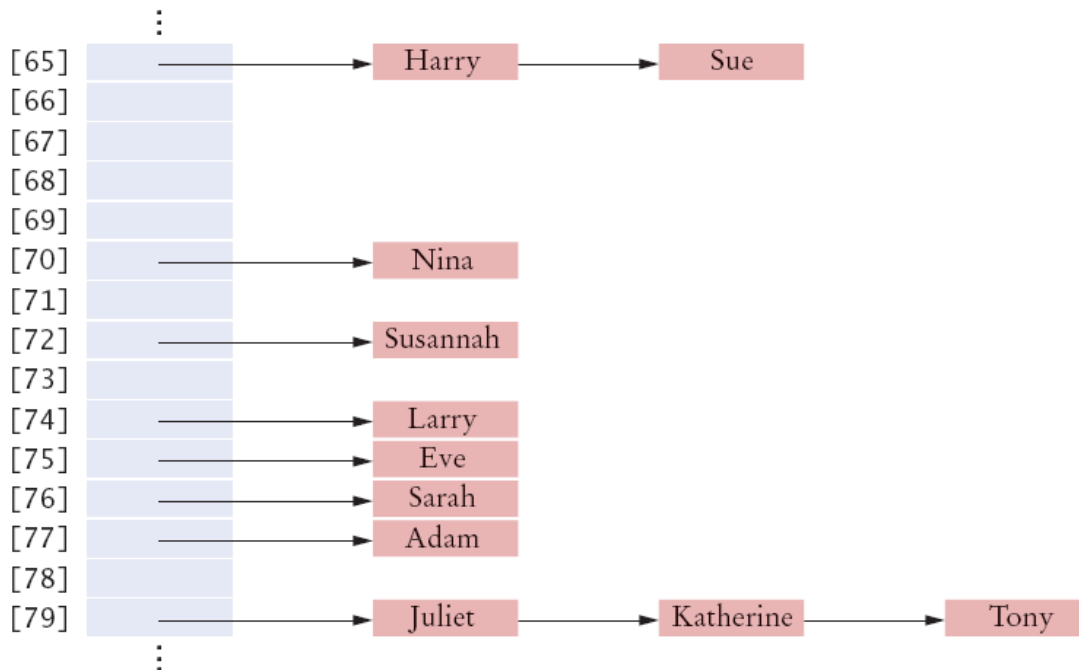 ⋮
[65] Harry Sue
[66]
[67]
[68]
[69]
[70] Nina
[71]
[72] Susannah
[73]
[74] Larry
[75] Eve
[76] Sarah
[77] Adam
[78]
[79] Juliet Katherine Tony
⋮